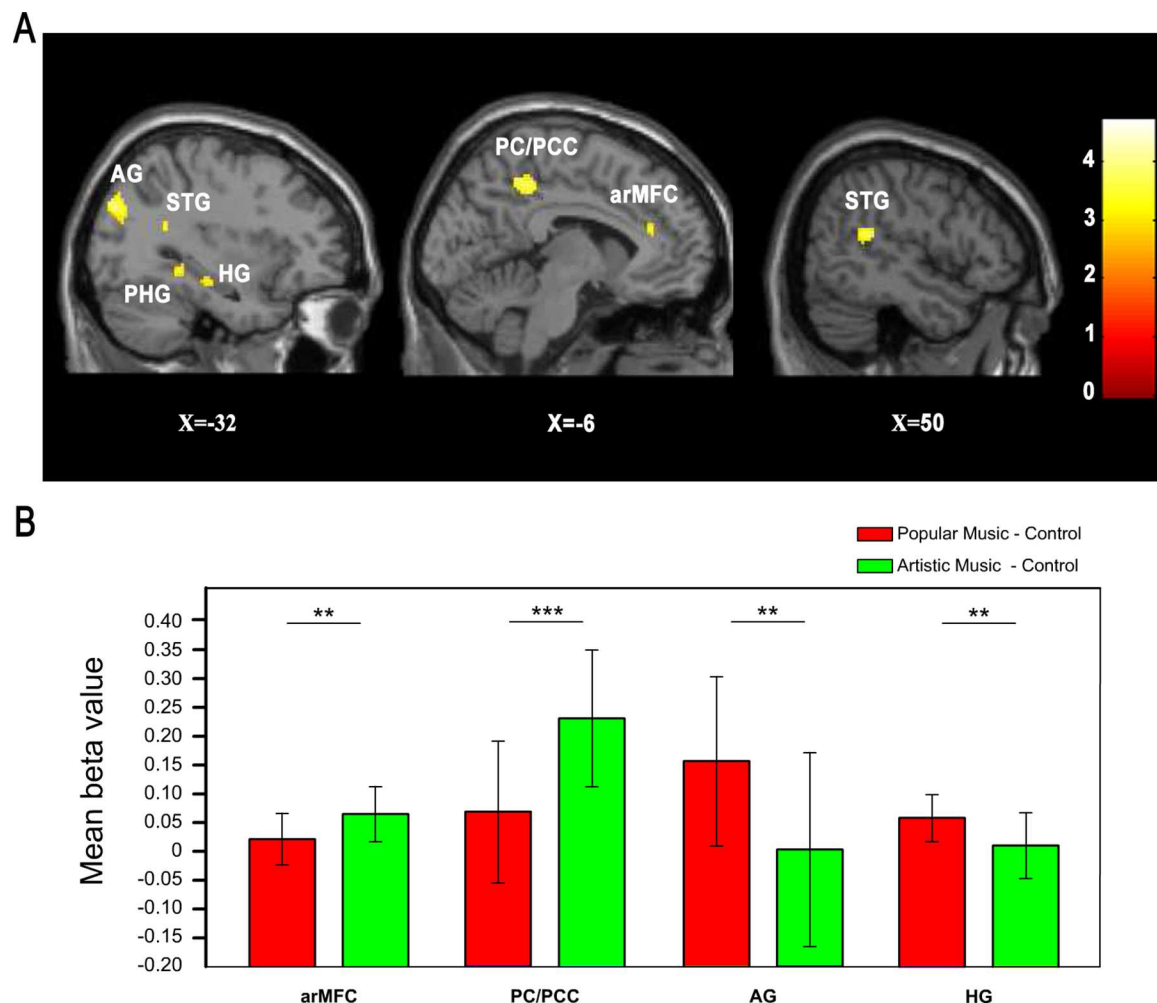 A
AG
STG
PHG
HG
X=-32
PC/PCC
arMFC
X=-6
STG
X=50
4
3
2
1
0
B
Popular Music - Control
Artistic Music - Control
Mean beta value
0.40
0.35
0.30
0.25
0.20
0.15
0.10
0.05
0
-0.05
-0.10
-0.15
-0.20
**
***
**
**
arMFC
PC/PCC
AG
HG